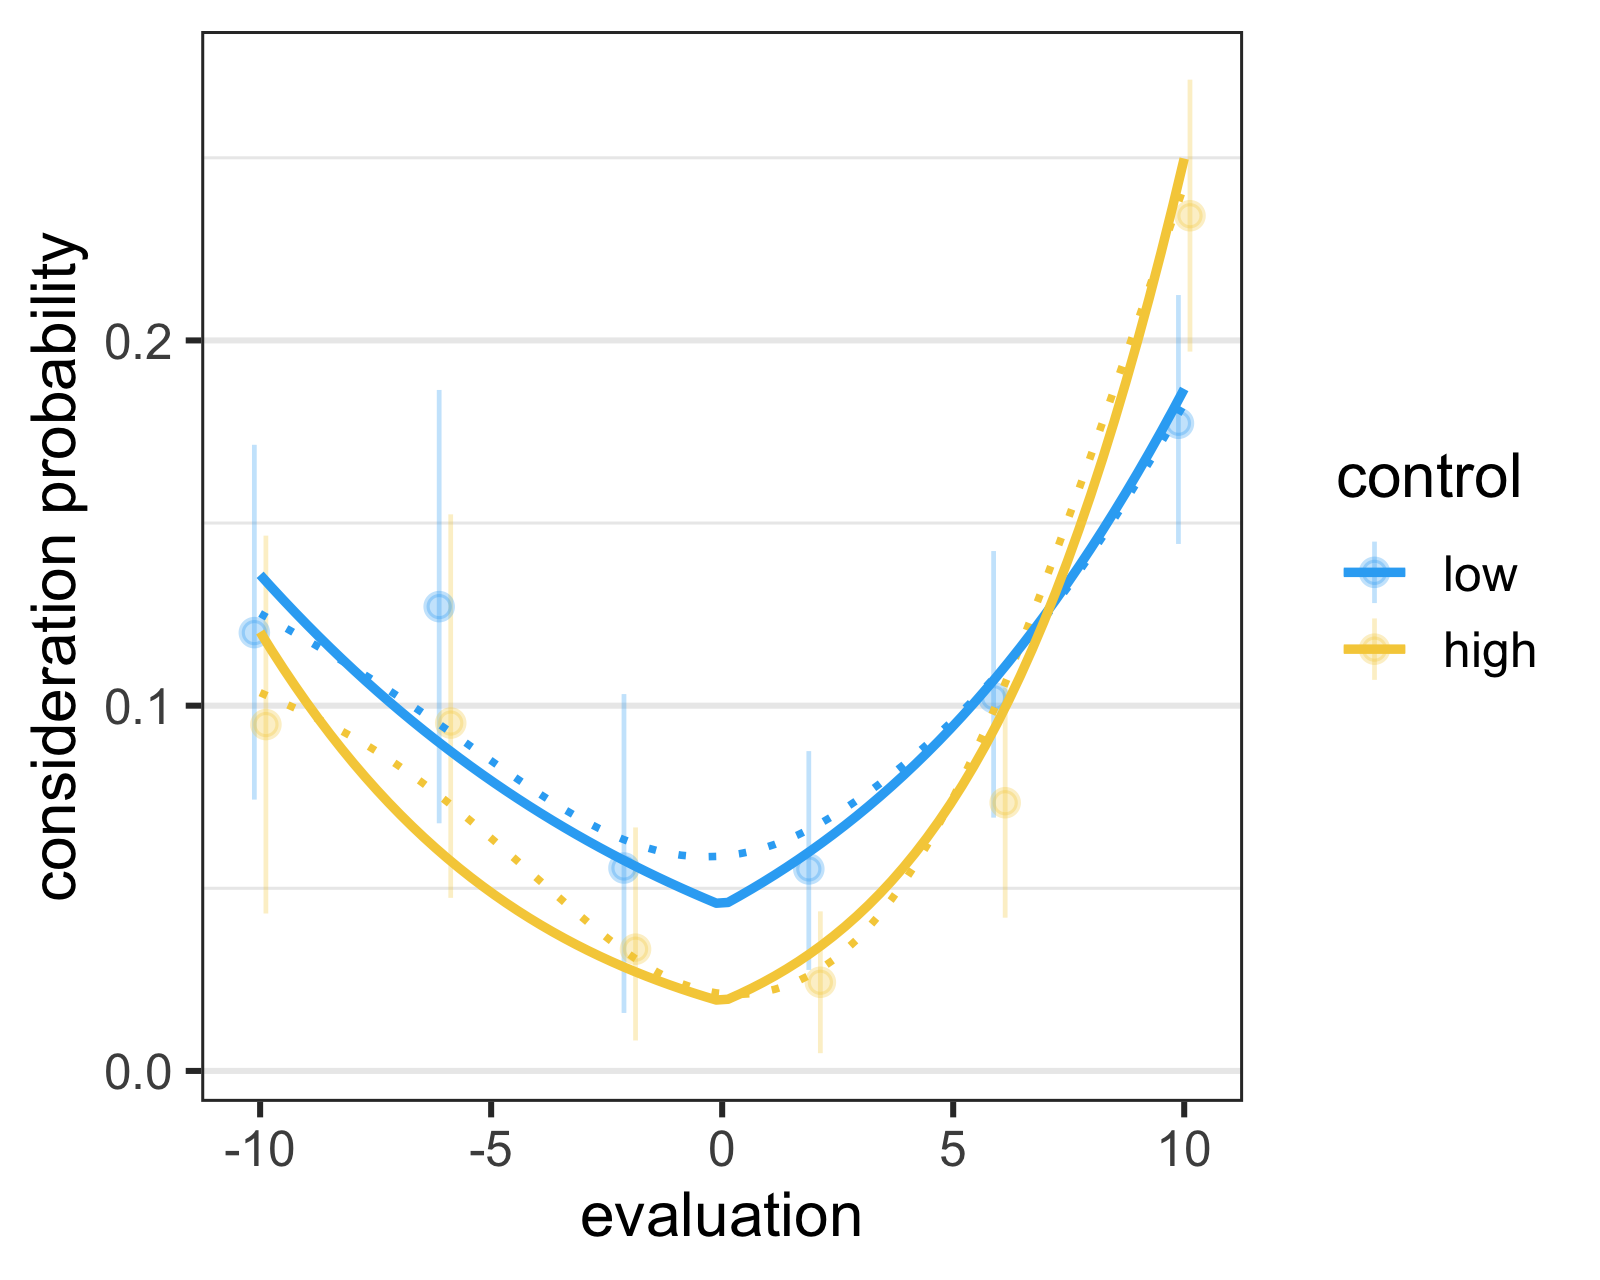 consideration probability
0.2
0.1
0.0
-10 -5 0 5 10
evaluation
control
low
high